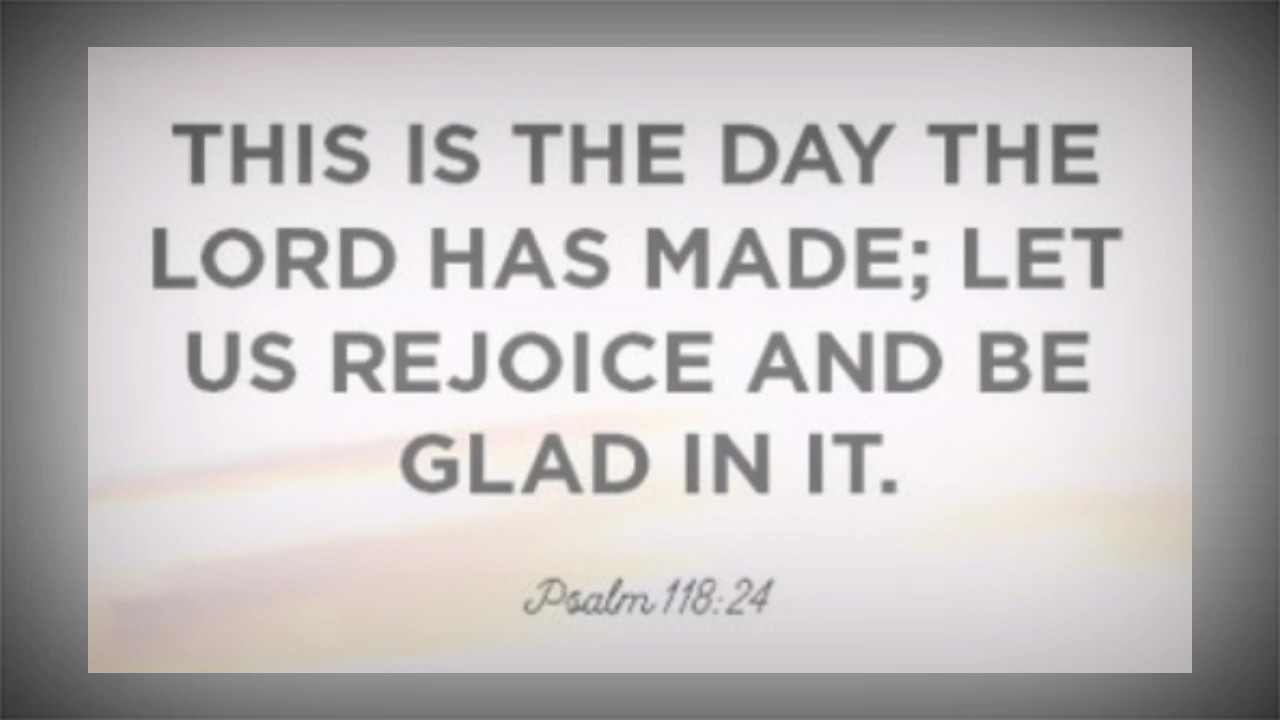 THIS IS THE DAY THE
LORD HAS MADE; LET
US REJOICE AND BE
GLAD IN IT.
Psalm 118:24